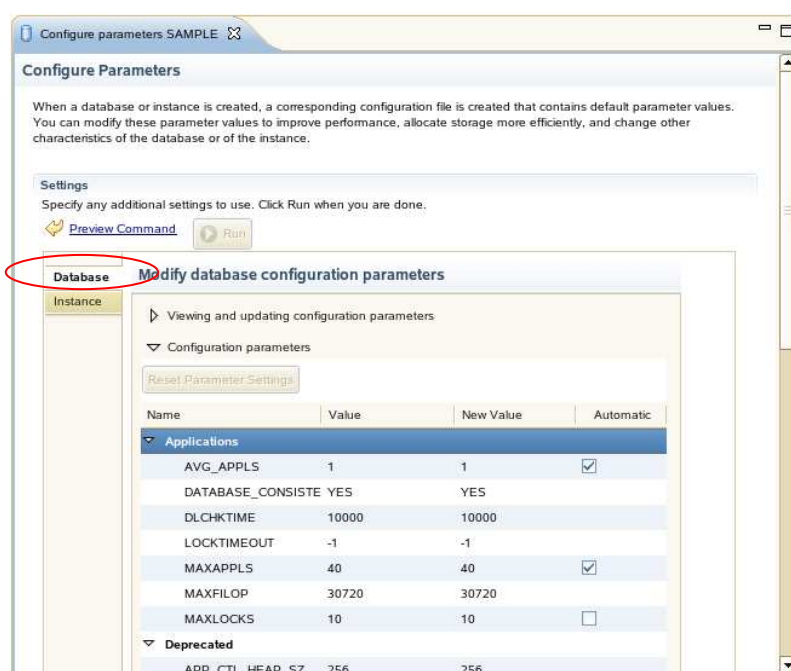 Configure parameters SAMPLE
Configure Parameters
When a database or instance is created, a corresponding configuration file is created that contains default parameter values.
You can modify these parameter values to improve performance, allocate storage more efficiently, and change other
characteristics of the database or of the instance.
Settings
Specify any additional settings to use. Click Run when you are done.
Preview Command Run
Database Modify database configuration parameters
Instance
Viewing and updating configuration parameters
Configuration parameters
Reset Parameter Settings
Name Value New Value Automatic
Applications
AVG_APPLS 1 1
DATABASE_CONSISTE YES YES
DLCHKTIME 10000 10000
LOCKTIMEOUT -1 -1
MAXAPPLS 40 40
MAXFILOP 30720 30720
MAXLOCKS 10 10
Deprecated
APP_CTL_HEAP_SZ 256 256